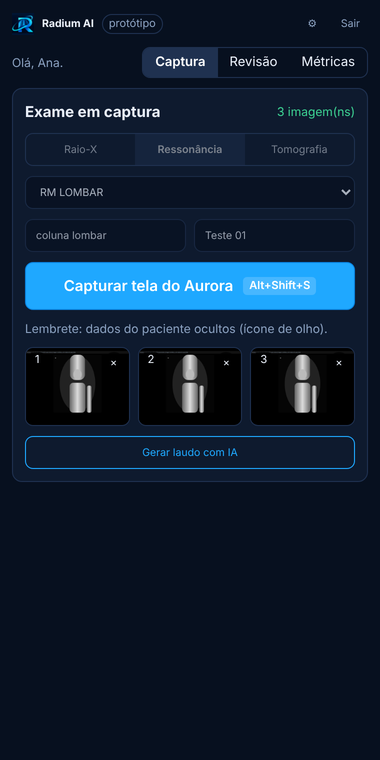 Radium AI protótipo ⚙ Sair
Olá, Ana. Captura Revisão Métricas
Exame em captura 3 imagem(ns)
Raio-X Ressonância Tomografia
RM LOMBAR
coluna lombar Teste 01
Capturar tela do Aurora Alt+Shift+S
Lembrete: dados do paciente ocultos (ícone de olho).
1 × 2 × 3 ×
Gerar laudo com IA